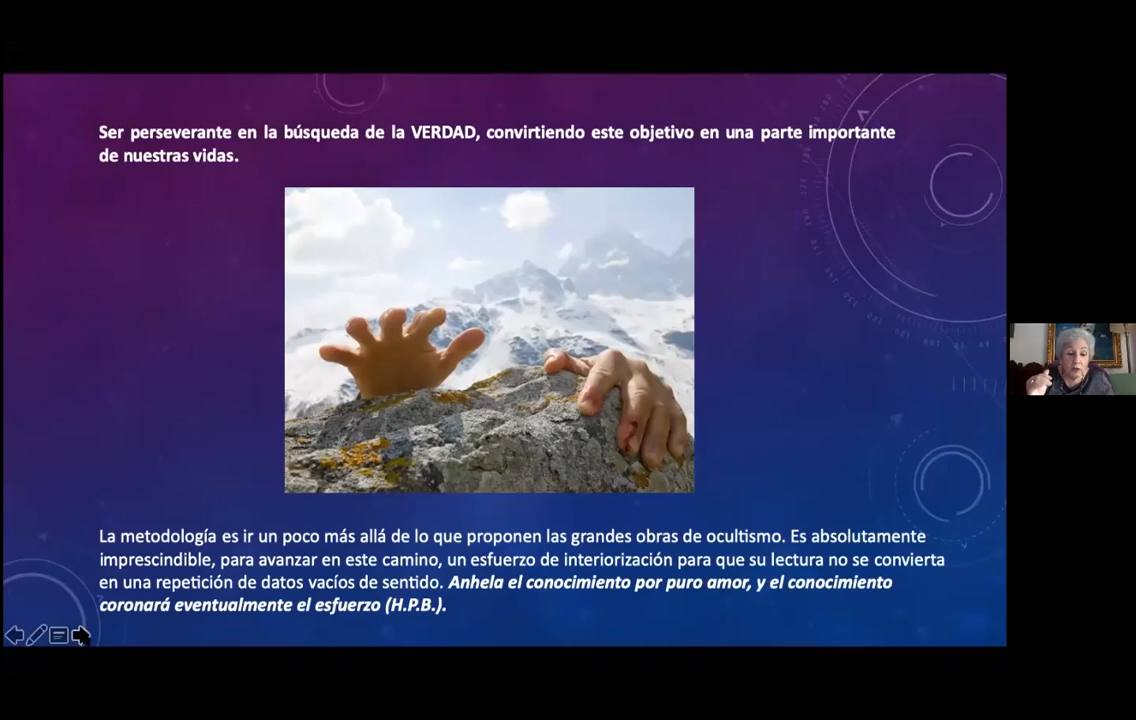 Ser perseverante en la búsqueda de la VERDAD, convirtiendo este objetivo en una parte importante
de nuestras vidas.
La metodología es ir un poco más allá de lo que proponen las grandes obras de ocultismo. Es absolutamente
imprescindible, para avanzar en este camino, un esfuerzo de interiorización para que su lectura no se convierta
en una repetición de datos vacíos de sentido. Anhela el conocimiento por puro amor, y el conocimiento
coronará eventualmente el esfuerzo (H.P.B.).